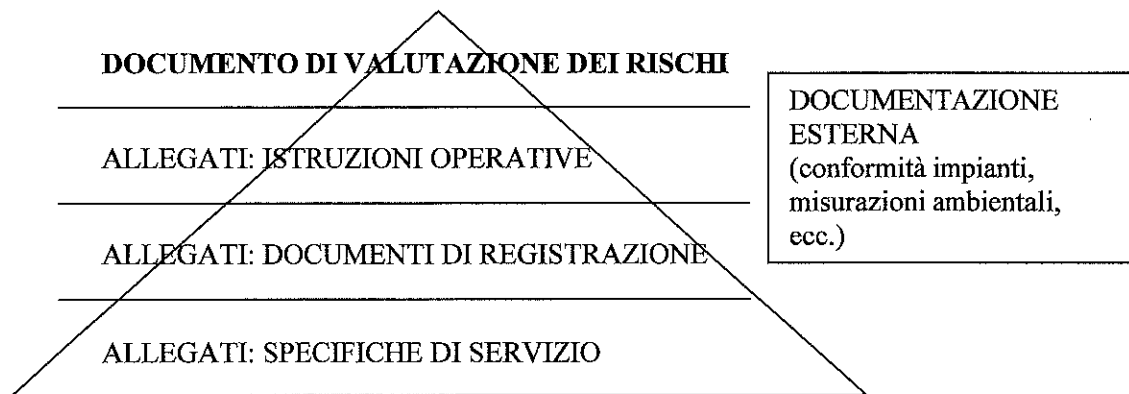 DOCUMENTO DI VALUTAZIONE DEI RISCHI
ALLEGATI: ISTRUZIONI OPERATIVE
ALLEGATI: DOCUMENTI DI REGISTRAZIONE
ALLEGATI: SPECIFICHE DI SERVIZIO
DOCUMENTAZIONE
ESTERNA
(conformità impianti,
misurazioni ambientali,
ecc.)